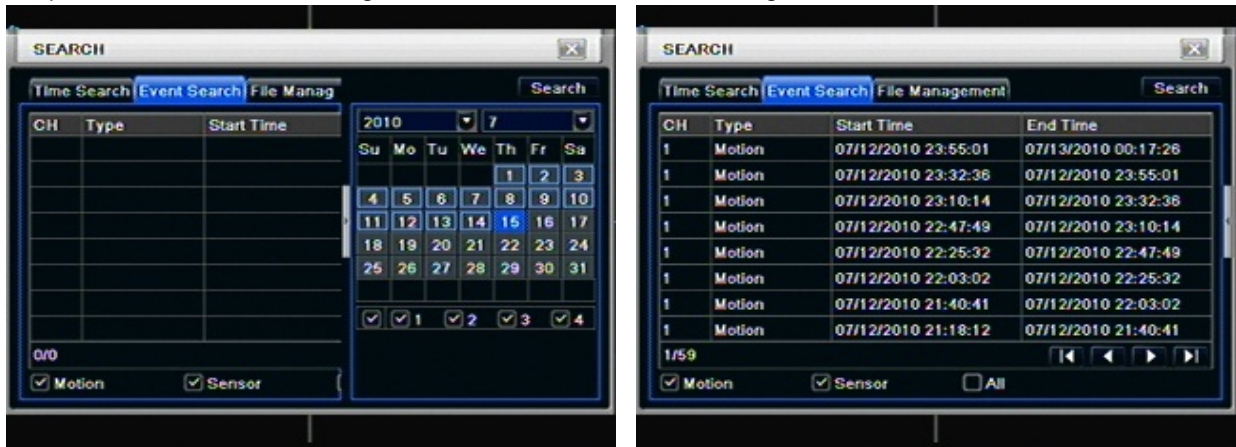 SEARCH
Time Search Event Search File Manag Search
CH Type Start Time
2010 7
Su Mo Tu We Th Fr Sa
1 2 3
4 5 6 7 8 9 10
11 12 13 14 15 16 17
18 19 20 21 22 23 24
25 26 27 28 29 30 31
1 2 3 4
0/0
Motion Sensor
SEARCH
Time Search Event Search File Management Search
CH Type Start Time End Time
1 Motion 07/12/2010 23:55:01 07/13/2010 00:17:26
1 Motion 07/12/2010 23:32:36 07/12/2010 23:55:01
1 Motion 07/12/2010 23:10:14 07/12/2010 23:32:36
1 Motion 07/12/2010 22:47:49 07/12/2010 23:10:14
1 Motion 07/12/2010 22:25:32 07/12/2010 22:47:49
1 Motion 07/12/2010 22:03:02 07/12/2010 22:25:32
1 Motion 07/12/2010 21:40:41 07/12/2010 22:03:02
1 Motion 07/12/2010 21:18:12 07/12/2010 21:40:41
1/59
Motion Sensor All